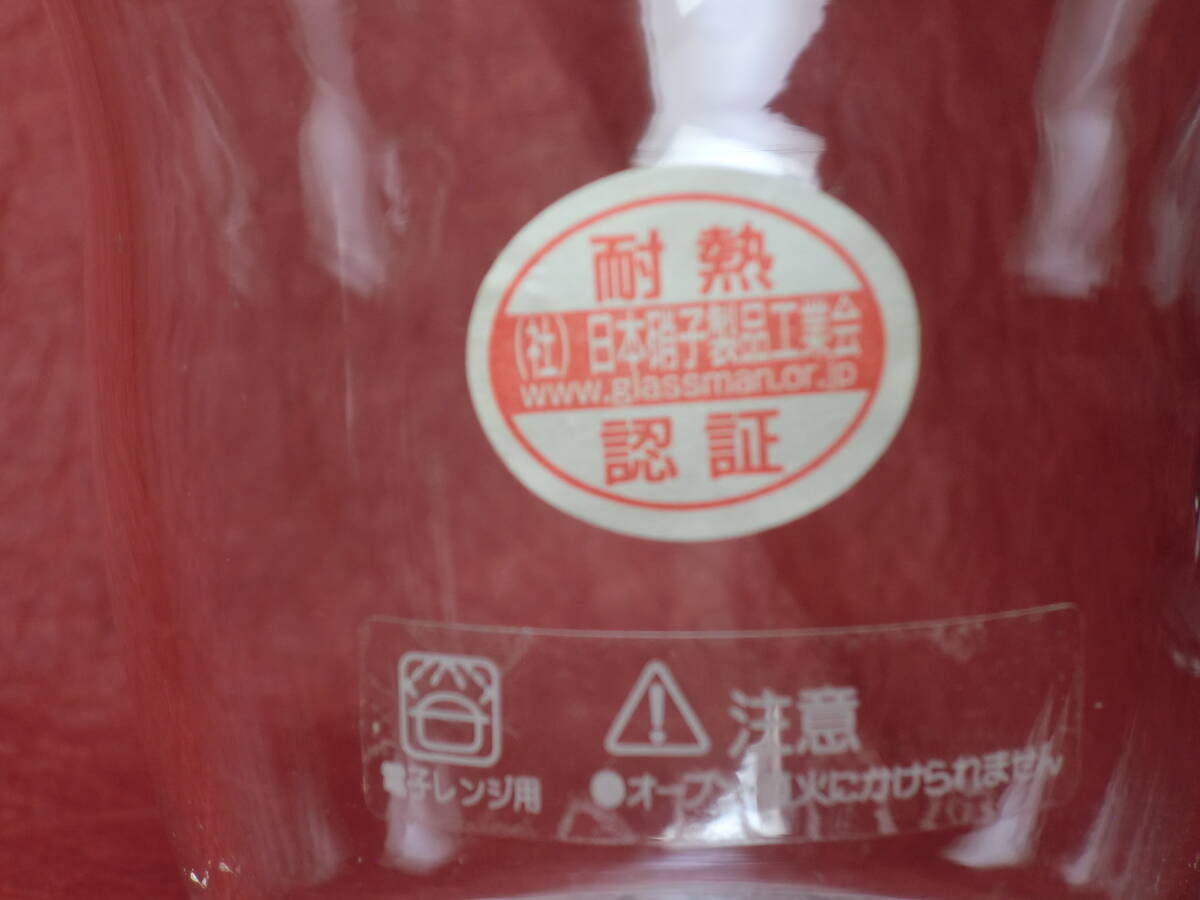 耐熱
（社）日本硝子製品工業会
www.glassman.or.jp
認証
注意
電子レンジ用
●オーブン 火にかけられません